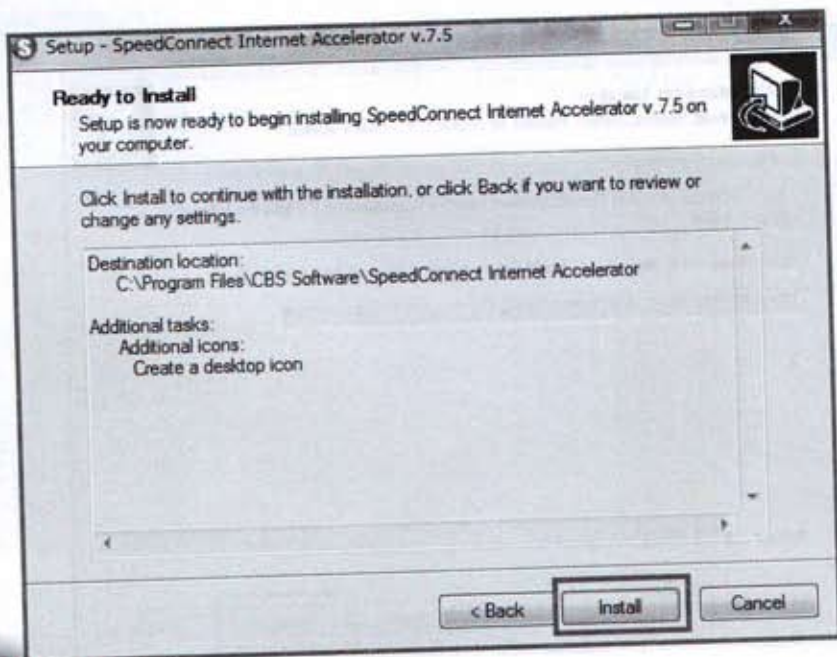 Setup - SpeedConnect Internet Accelerator v.7.5
Ready to Install
Setup is now ready to begin installing SpeedConnect Internet Accelerator v.7.5 on
your computer.
Click Install to continue with the installation, or click Back if you want to review or
change any settings.
Destination location:
C:\Program Files\CBS Software\SpeedConnect Internet Accelerator
Additional tasks:
Additional icons:
Create a desktop icon
< Back
Install
Cancel